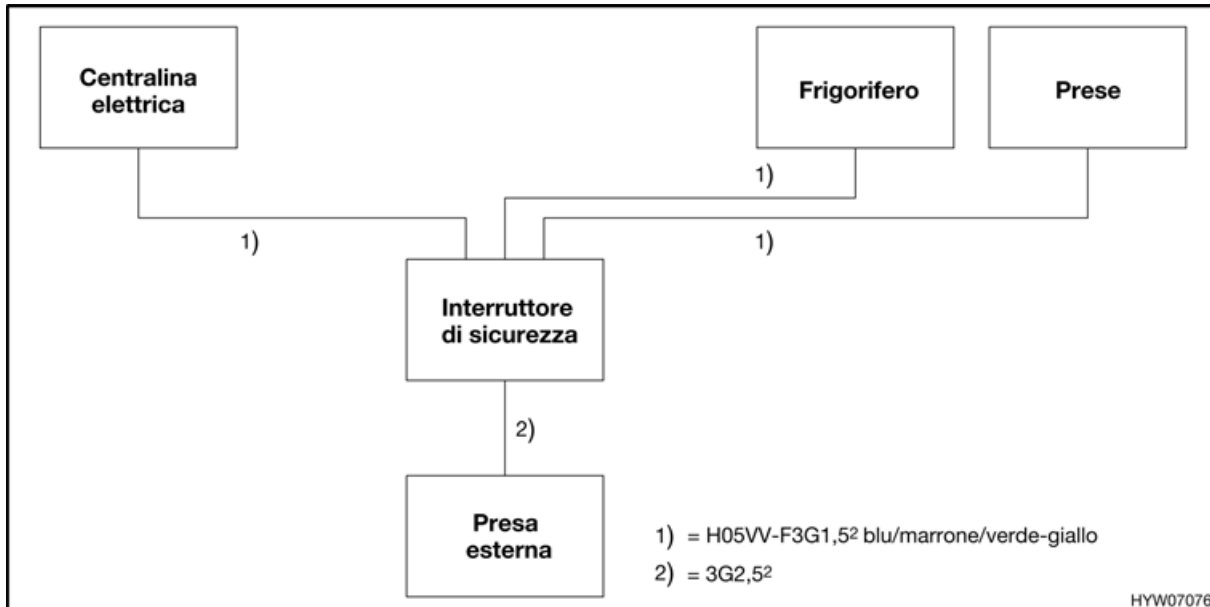 Centralina
elettrica
Frigorifero
Prese
1)
1)
1)
Interruttore
di sicurezza
2)
Presa
esterna
1) = H05VV-F3G1,5² blu/marrone/verde-giallo
2) = 3G2,5²
HYW07076